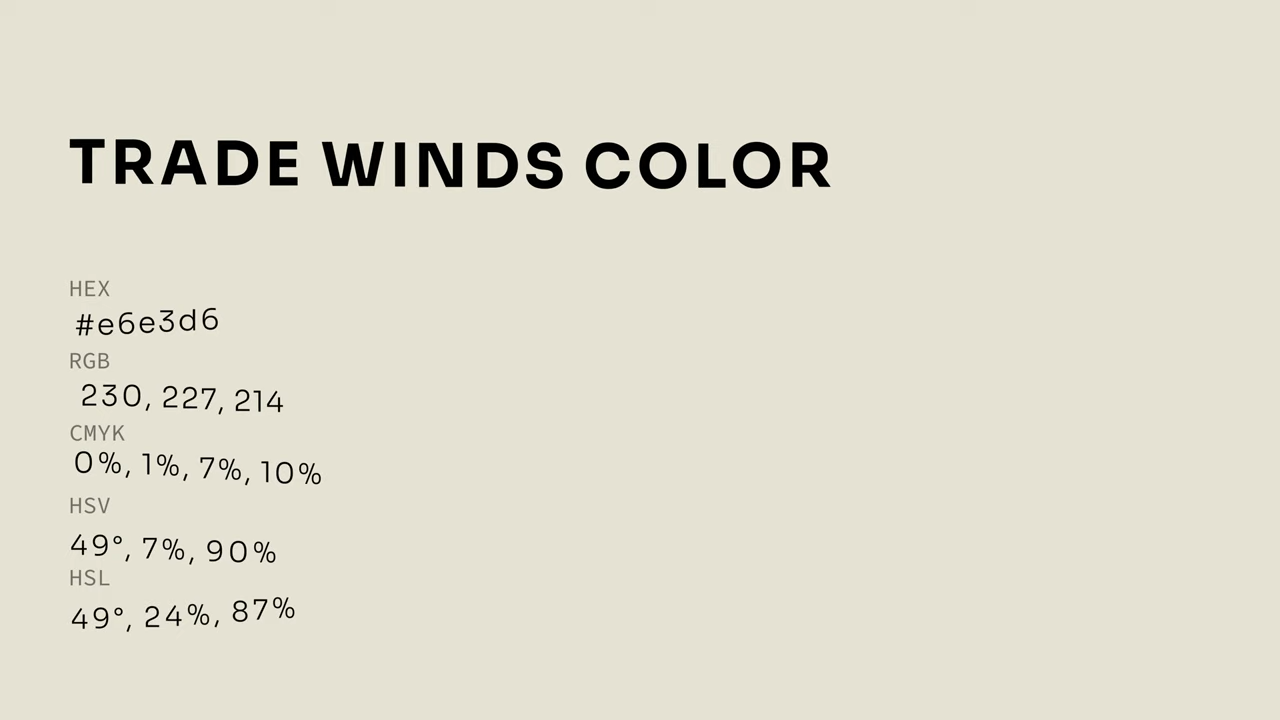 TRADE WINDS COLOR
HEX
#e6e3d6
RGB
230, 227, 214
CMYK
0%, 1%, 7%, 10%
HSV
49°, 7%, 90%
HSL
49°, 24%, 87%